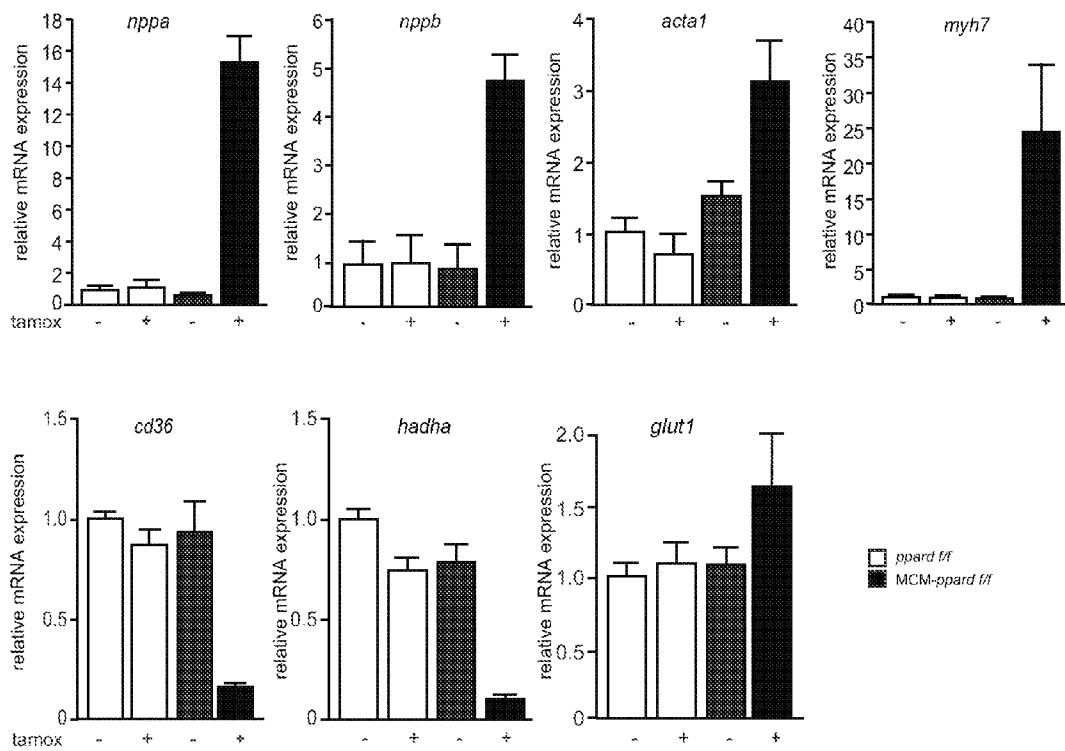 nppa
nppb
acta1
myh7
relative mRNA expression
18
16
14
12
10
8
6
4
2
0
relative mRNA expression
6
5
4
3
2
1
0
relative mRNA expression
4
3
2
1
0
relative mRNA expression
40
35
30
25
20
15
10
5
0
tamox - + - +
- + - +
- + - +
- + - +
cd36
hadha
glut1
relative mRNA expression
1.5
1.0
0.5
0
relative mRNA expression
1.5
1.0
0.5
0
relative mRNA expression
2.0
1.5
1.0
0.5
0
ppard f/f
MCM-ppard f/f
tamox - + - +
- + - +
- + - +